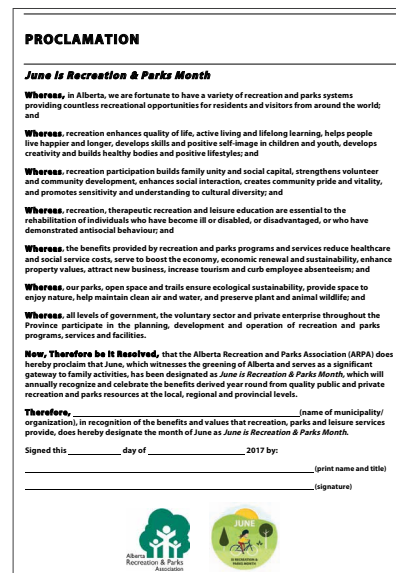 PROCLAMATION
June is Recreation & Parks Month
Whereas, in Alberta, we are fortunate to have a variety of recreation and parks systems
providing countless recreational opportunities for residents and visitors from around the world;
and
Whereas, recreation enhances quality of life, active living and lifelong learning, helps people
live happier and longer, develops skills and positive self-image in children and youth, develops
creativity and builds healthy bodies and positive lifestyles; and
Whereas, recreation participation builds family unity and social capital, strengthens volunteer
and community development, enhances social interaction, creates community pride and vitality,
and promotes sensitivity and understanding to cultural diversity; and
Whereas, recreation, therapeutic recreation and leisure education are essential to the
rehabilitation of individuals who have become ill or disabled, or disadvantaged, or who have
demonstrated antisocial behaviour; and
Whereas, the benefits provided by recreation and parks programs and services reduce healthcare
and social service costs, serve to boost the economy, economic renewal and sustainability, enhance
property values, attract new business, increase tourism and curb employee absenteeism; and
Whereas, our parks, open space and trails ensure ecological sustainability, provide space to
enjoy nature, help maintain clean air and water, and preserve plant and animal wildlife; and
Whereas, all levels of government, the voluntary sector and private enterprise throughout the
Province participate in the planning, development and operation of recreation and parks
programs, services and facilities.
Now, Therefore be it Resolved, that the Alberta Recreation and Parks Association (ARPA) does
hereby proclaim that June, which witnesses the greening of Alberta and serves as a significant
gateway to family activities, has been designated as June is Recreation & Parks Month, which will
annually recognize and celebrate the benefits derived year round from quality public and private
recreation and parks resources at the local, regional and provincial levels.
Therefore, (name of municipality/
organization), in recognition of the benefits and values that recreation, parks and leisure services
provide, does hereby designate the month of June as June is Recreation & Parks Month.
Signed this day of 2017 by:
(print name and title)
(signature)
Alberta
Recreation & Parks
Association
JUNE
IS RECREATION &
PARKS MONTH